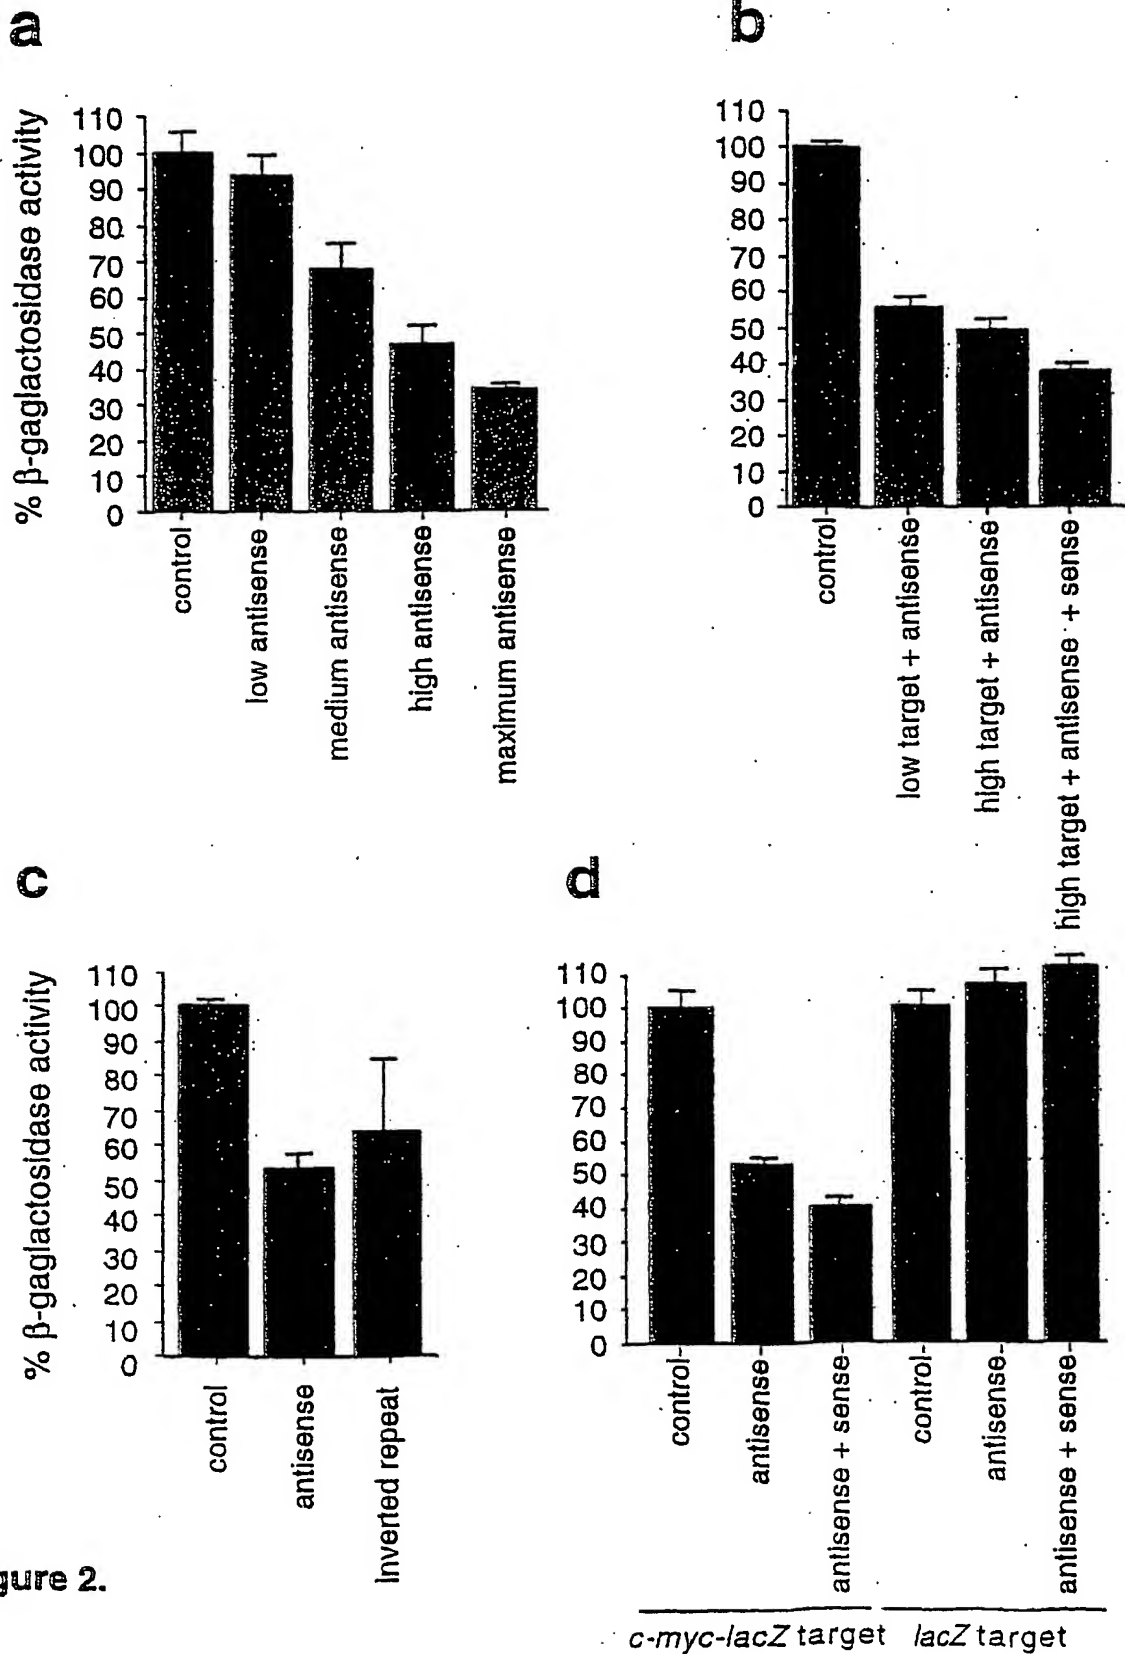 a
% β-gaglactosidase activity
110
100
90
80
70
60
50
40
30
20
10
0
control
low antisense
medium antisense
high antisense
maximum antisense
b
110
100
90
80
70
60
50
40
30
20
10
0
control
low target + antisense
high target + antisense
high target + antisense + sense
c
% β-gaglactosidase activity
110
100
90
80
70
60
50
40
30
20
10
0
control
antisense
Inverted repeat
d
110
100
90
80
70
60
50
40
30
20
10
0
control
antisense
antisense + sense
control
antisense
antisense + sense
c-myc-lacZ target
lacZ target
gure 2.